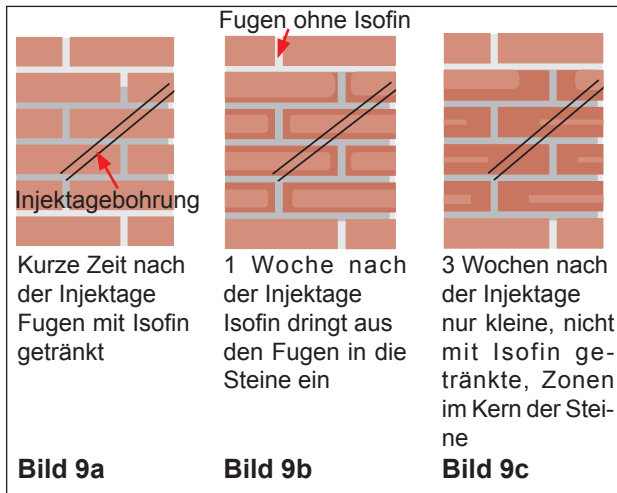 Fugen ohne Isofin
Injektagebohrung
Kurze Zeit nach
der Injektage
Fugen mit Isofin
getränkt
Bild 9a
1 Woche nach
der Injektage
Isofin dringt aus
den Fugen in die
Steine ein
Bild 9b
3 Wochen nach
der Injektage
nur kleine, nicht
mit Isofin ge-
tränkte, Zonen
im Kern der Stei-
ne
Bild 9c